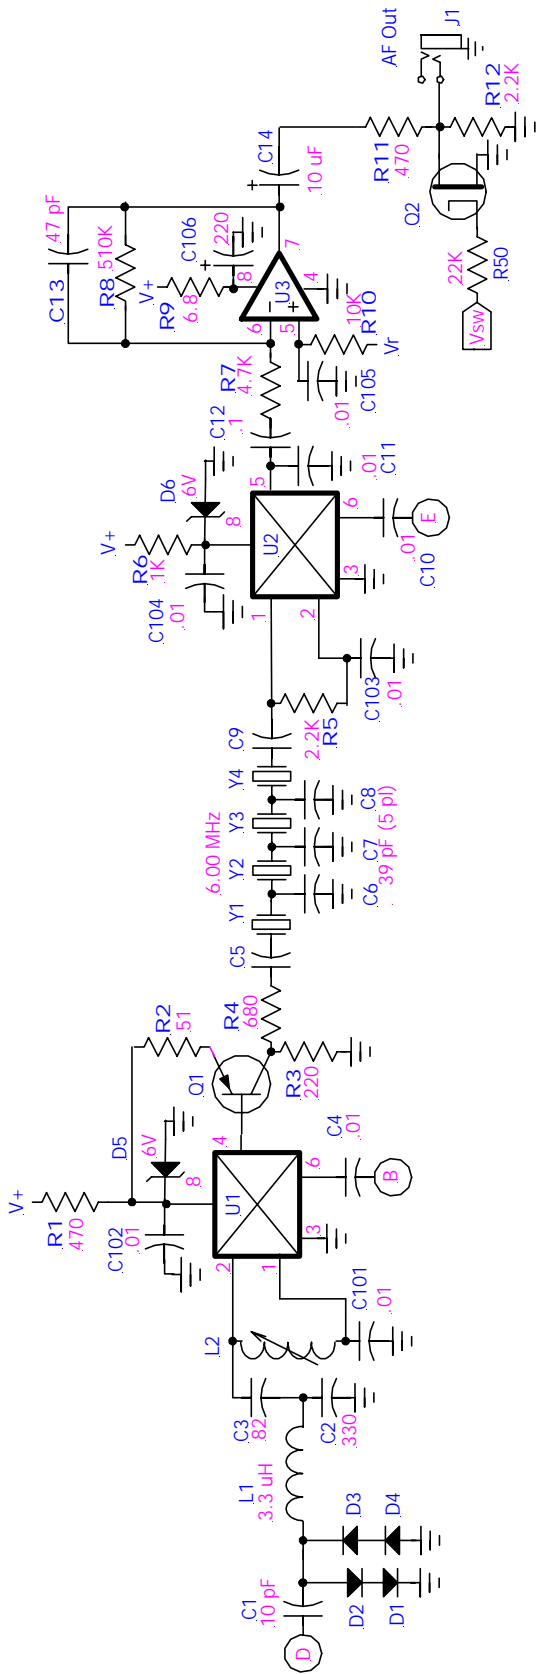 D
C1
10 pF
D2
D1
D3
D4
L1
3.3 uH
C3
82
C2
330
L2
C101
.01
2
1
U1
3
6
8
4
C4
.01
B
V+
R1
470
C102
.01
D5
6V
R2
51
Q1
R3
220
R4
680
C5
Y1
Y2
Y3
Y4
6.00 MHz
C6
C7
C8
39 pF (5 pl)
C9
2.2K
R5
C103
.01
1
2
U2
3
6
8
5
V+
R6
1K
C104
.01
D6
6V
C10
.01
E
C11
.01
C12
.1
R7
4.7K
C105
.01
R10
10K
Vr
6
5
U3
8
4
7
V+
R9
6.8
C106
220
+
C13
47 pF
R8
510K
C14
10 uF
+
R11
470
R12
2.2K
Q2
R50
22K
Vsw
AF Out
J1